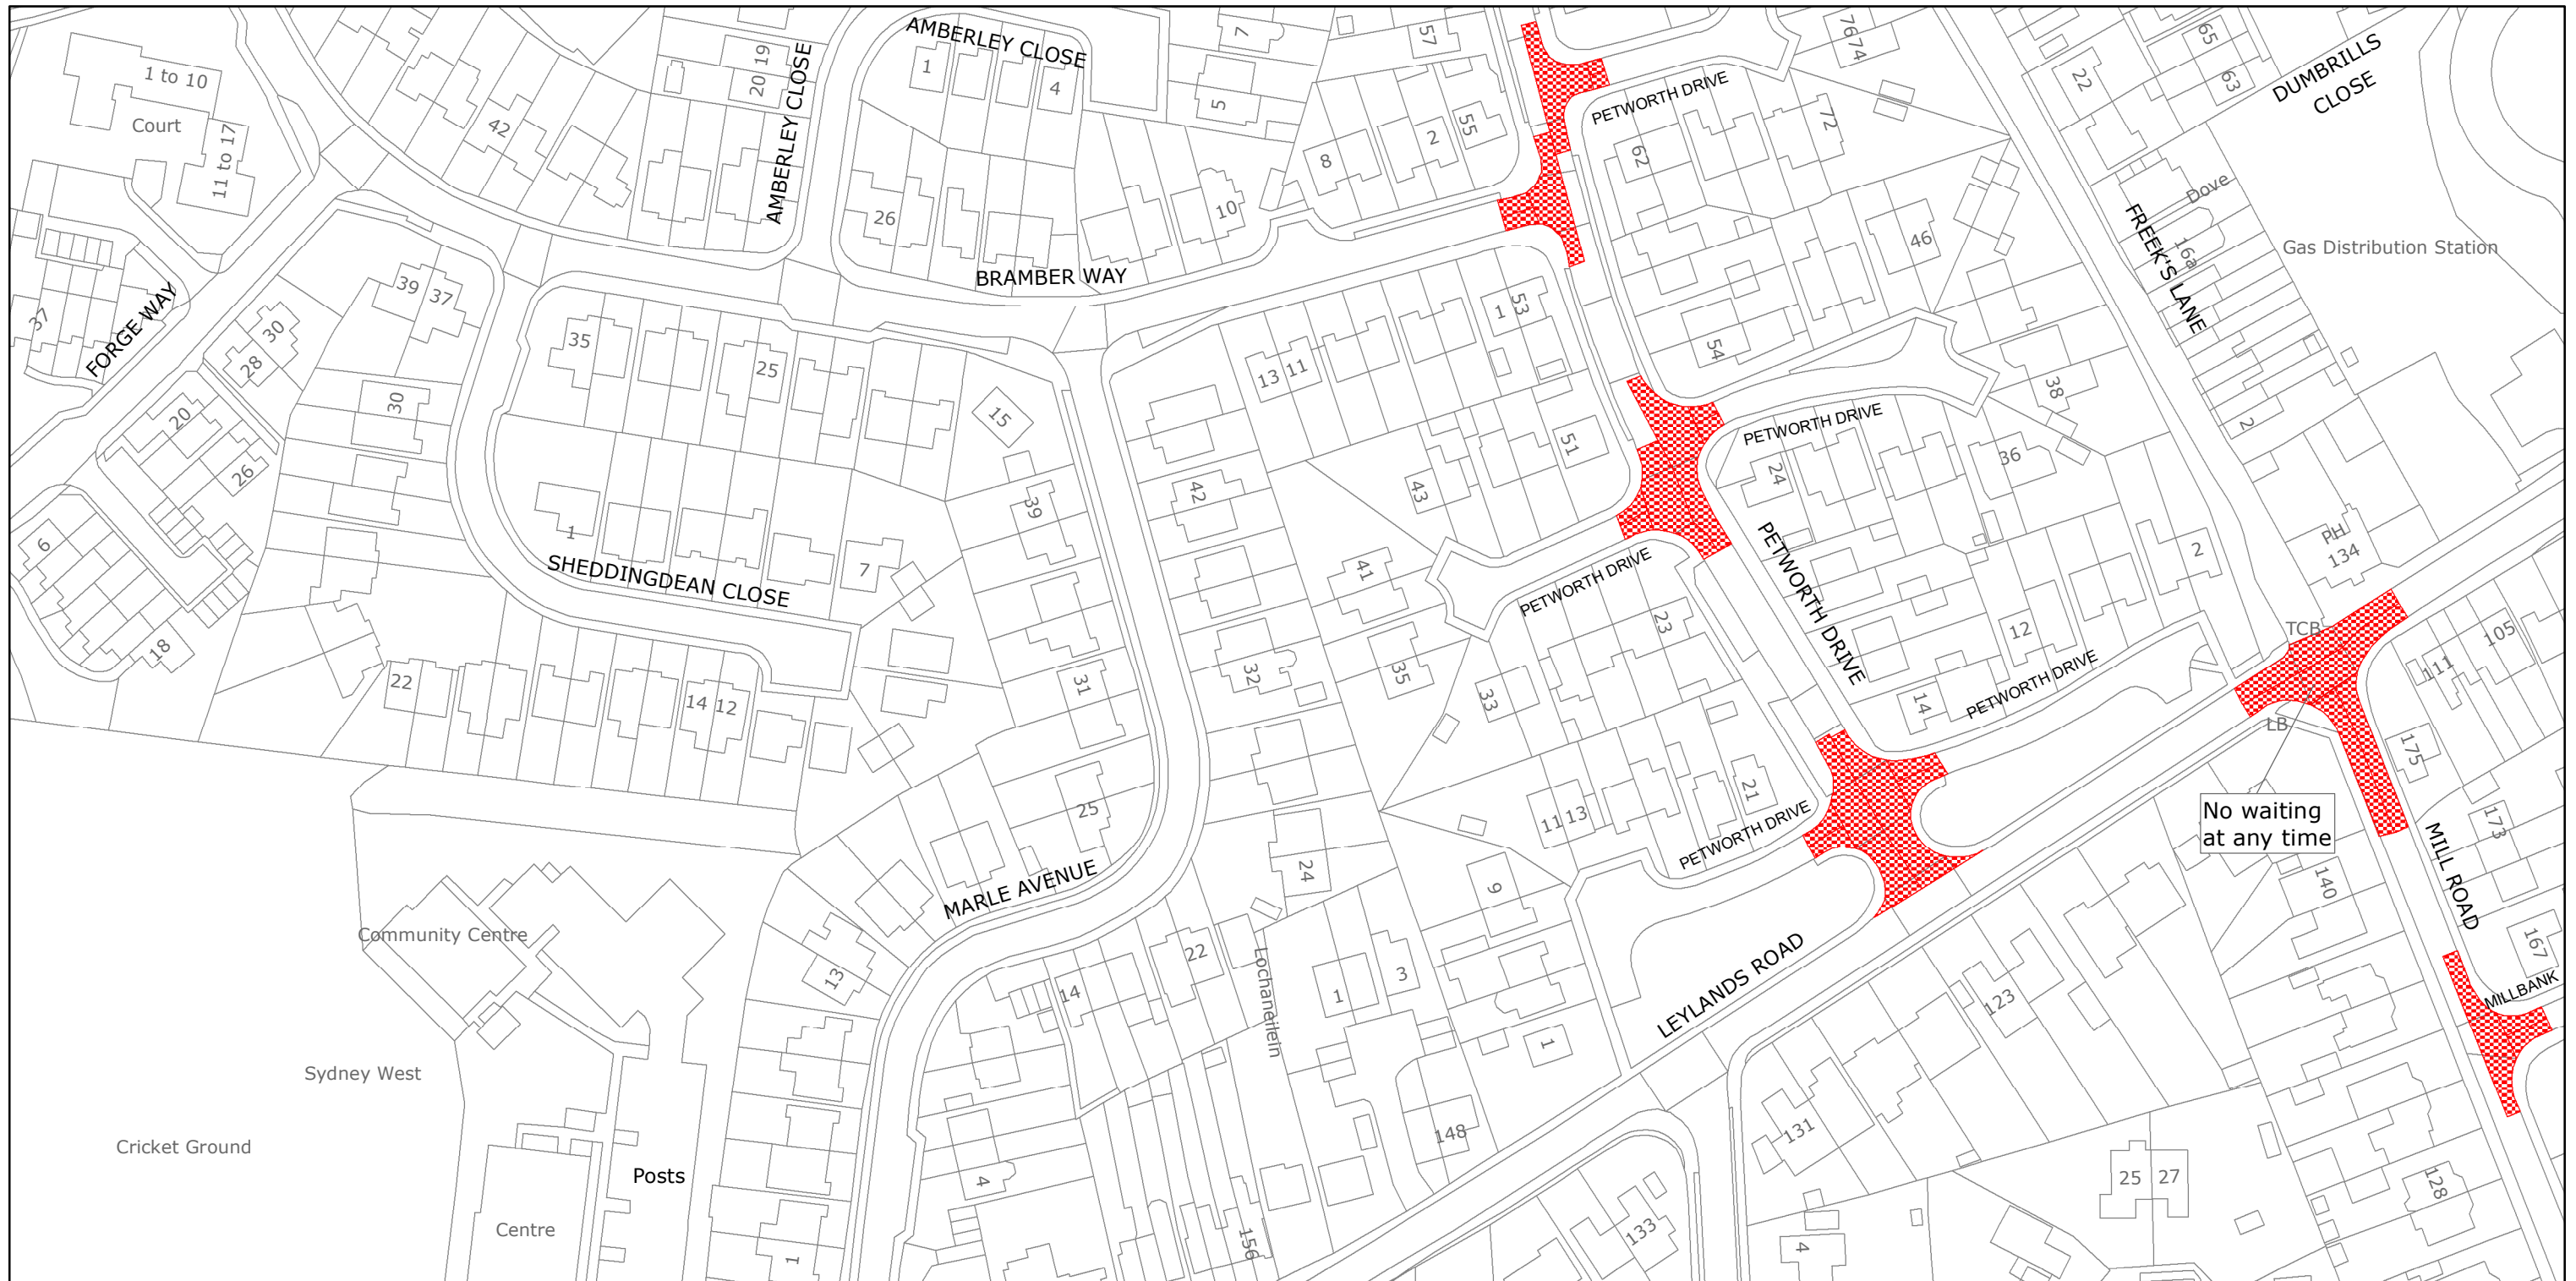 AMBERLEY CLOSE
1
4
7
5
57
7674
22
65
63
DUMBRILLS
CLOSE
1 to 10
Court
11 to 17
42
20 19
AMBERLEY CLOSE
26
10
8
2
55
PETWORTH DRIVE
62
72
46
54
Dove
16a
FREEK'S LANE
Gas Distribution Station
BRAMBER WAY
37
FORGE WAY
30
28
39
37
35
25
15
13 11
1
53
51
43
20
26
30
6
18
1
SHEDDINGDEAN CLOSE
7
39
42
41
38
PETWORTH DRIVE
24
36
2
2
PH
134
TCB
PETWORTH DRIVE
PETWORTH DRIVE
23
12
PETWORTH DRIVE
14
111
105
22
14 12
31
32
35
33
LB
175
25
24
11 13
21
PETWORTH DRIVE
No waiting
at any time
173
MILL ROAD
140
MARLE AVENUE
9
Community Centre
13
14
22
Lochaneilein
1
3
1
LEYLANDS ROAD
123
167
MILLBANK
Sydney West
Cricket Ground
Posts
Centre
4
148
131
25
27
128
1
156
133
4